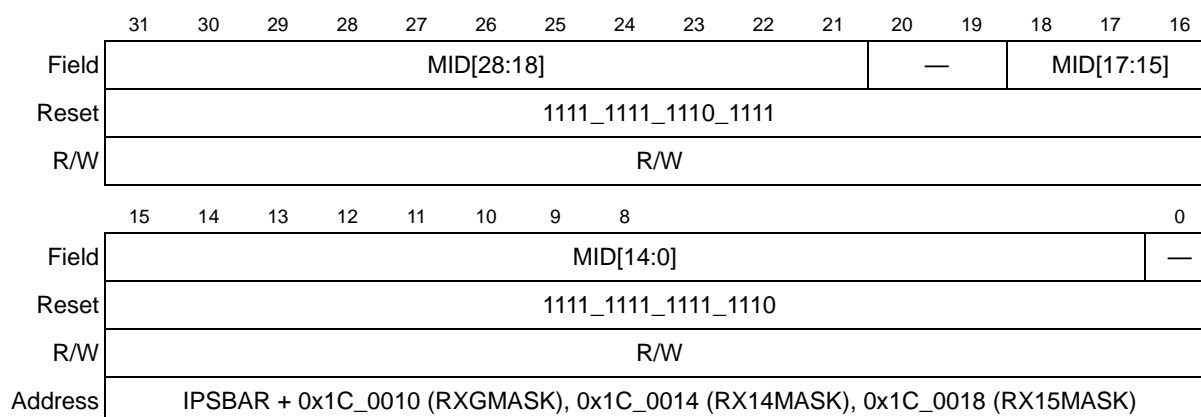 31 30 29 28 27 26 25 24 23 22 21 20 19 18 17 16
Field MID[28:18] — MID[17:15]
Reset 1111_1111_1110_1111
R/W R/W
15 14 13 12 11 10 9 8 0
Field MID[14:0] —
Reset 1111_1111_1111_1110
R/W R/W
Address IPSBAR + 0x1C_0010 (RXGMASK), 0x1C_0014 (RX14MASK), 0x1C_0018 (RX15MASK)